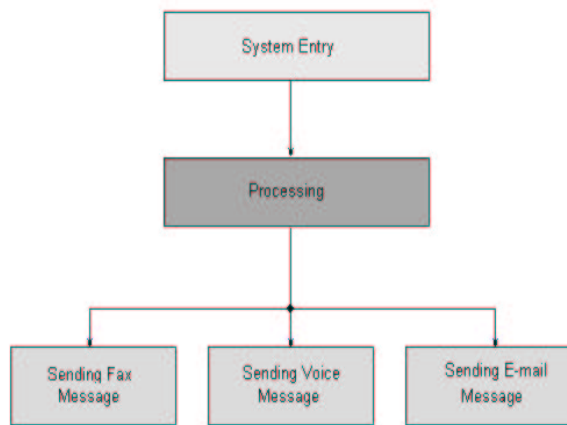 System Entry
Processing
Sending Fax
Message
Sending Voice
Message
Sending E-mail
Message